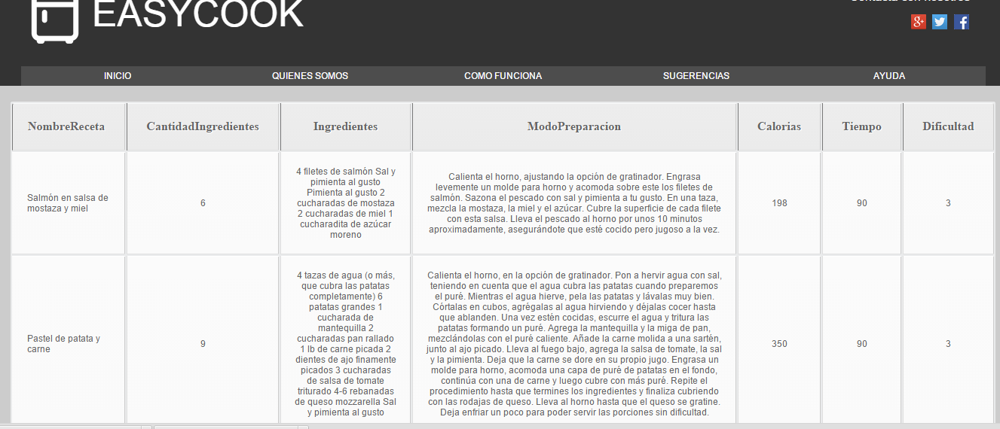 Contacta con nosotros
EASYCOOK
INICIO
QUIENES SOMOS
COMO FUNCIONA
SUGERENCIAS
AYUDA
NombreReceta
CantidadIngredientes
Ingredientes
ModoPreparacion
Calorias
Tiempo
Dificultad
Salmón en salsa de
mostaza y miel
6
4 filetes de salmón Sal y
pimienta al gusto
Pimienta al gusto 2
cucharadas de mostaza
2 cucharadas de miel 1
cucharadita de azúcar
moreno
Calienta el horno, ajustando la opción de gratinador. Engrasa
levemente un molde para horno y acomoda sobre este los filetes de
salmón. Sazona el pescado con sal y pimienta a tu gusto. En una taza,
mezcla la mostaza, la miel y el azúcar. Cubre la superficie de cada filete
con esta salsa. Lleva el pescado al horno por unos 10 minutos
aproximadamente, asegurándote que esté cocido pero jugoso a la vez.
198
90
3
Pastel de patata y
carne
9
4 tazas de agua (o más,
que cubra las patatas
completamente) 6
patatas grandes 1
cucharada de
mantequilla 2
cucharadas pan rallado
1 lb de carne picada 2
dientes de ajo finamente
picados 3 cucharadas
de salsa de tomate
triturado 4-6 rebanadas
de queso mozzarella Sal
y pimienta al gusto
Calienta el horno, en la opción de gratinador. Pon a hervir agua con sal,
teniendo en cuenta que el agua cubra las patatas cuando preparemos
el puré. Mientras el agua hierve, pela las patatas y lávalas muy bien.
Córtalas en cubos, agrégalas al agua hirviendo y déjalas cocer hasta
que ablanden. Una vez estén cocidas, escurre el agua y tritura las
patatas formando un puré. Agrega la mantequilla y la miga de pan,
mezclándolas con el puré caliente. Añade la carne molida a una sartén,
junto al ajo picado. Lleva al fuego bajo, agrega la salsa de tomate, la sal
y la pimienta. Deja que la carne se dore en su propio jugo. Engrasa un
molde para horno, acomoda una capa de puré de patatas en el fondo,
continúa con una de carne y luego cubre con más puré. Repite el
procedimiento hasta que termines los ingredientes y finaliza cubriendo
con las rodajas de queso. Lleva al horno hasta que el queso se gratine.
Deja enfriar un poco para poder servir las porciones sin dificultad.
350
90
3